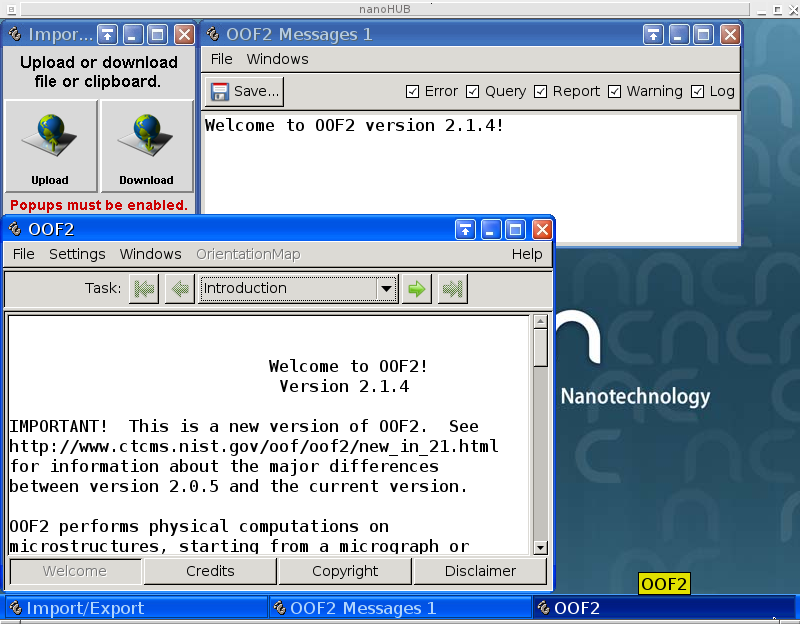 nanoHUB
Impor...
OOF2 Messages 1
Upload or download
file or clipboard.
Upload
Download
Popups must be enabled.
File Windows
Save...
Error Query Report Warning Log
Welcome to OOF2 version 2.1.4!
OOF2
File Settings Windows OrientationMap Help
Task: Introduction
Welcome to OOF2!
Version 2.1.4
IMPORTANT! This is a new version of OOF2. See
http://www.ctcms.nist.gov/oof/oof2/new_in_21.html
for information about the major differences
between version 2.0.5 and the current version.
OOF2 performs physical computations on
microstructures, starting from a micrograph or
Welcome Credits Copyright Disclaimer
Nanotechnology
OOF2
Import/Export OOF2 Messages 1 OOF2